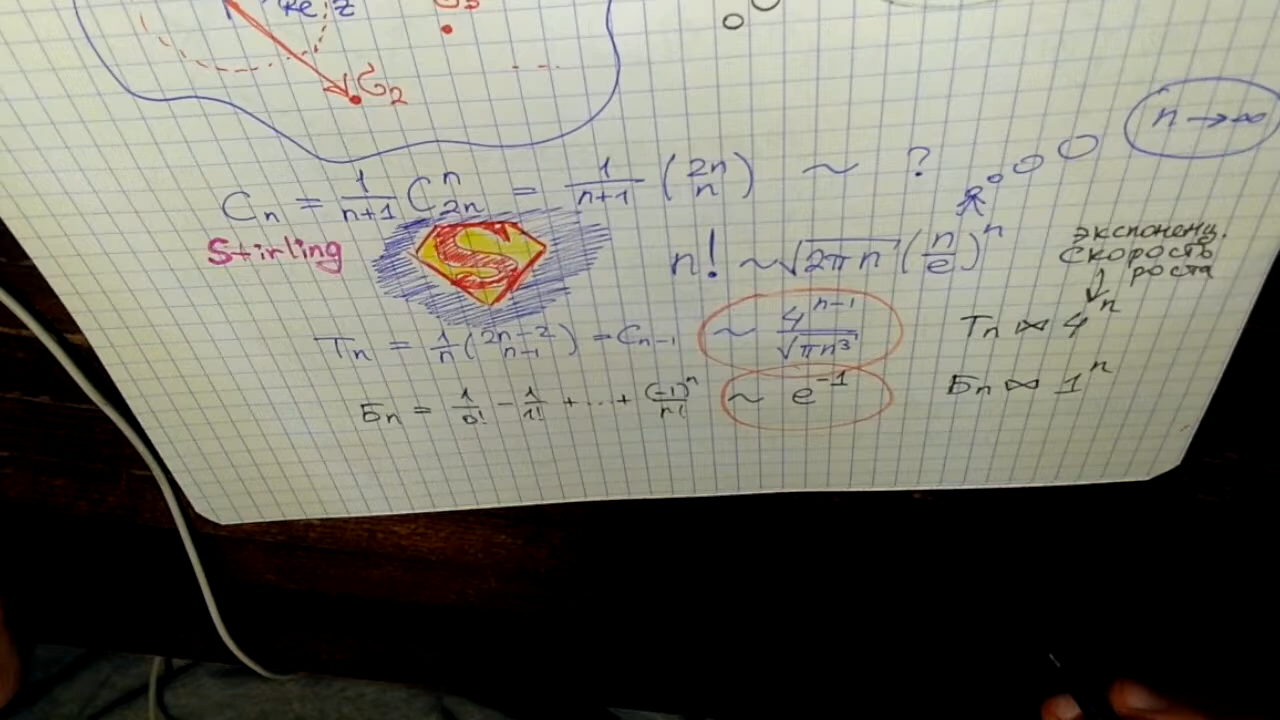 Re z
G₂
n → ∞
Cₙ = 1/(n+1) C₂ₙⁿ = 1/(n+1) (2n n) ~ ?
Stirling S n! ~ √(2πn) (n/e)ⁿ
экспоненц.
скорость
роста
Tₙ = 1/n (2n-2 n-1) = Cₙ₋₁ ~ 4ⁿ⁻¹/√(πn³) Tₙ ⋈ 4ⁿ
Бₙ = 1/0! - 1/1! + ... + (-1)ⁿ/n! ~ e⁻¹ Бₙ ⋈ 1ⁿ